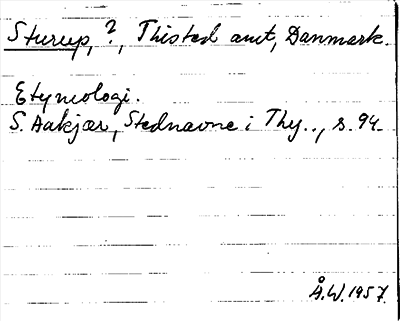 Sturup, ?, Thisted amt, Danmark.
Etymologi.
S. Aakjær, Stednavne i Thy.., s. 94.
Å.W. 1957.